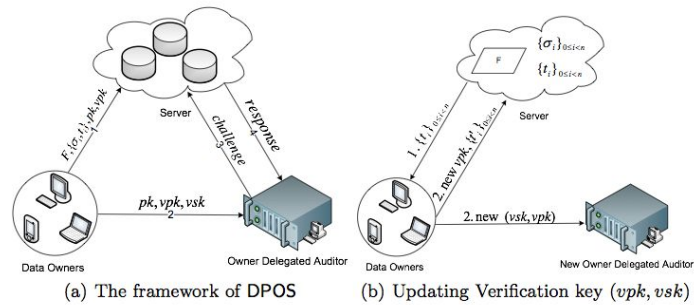 Server
F,{σᵢ,tᵢ},pk,vpk
1
challenge
3
response
4
pk,vpk,vsk
2
Data Owners
Owner Delegated Auditor
(a) The framework of DPOS
F
{σᵢ}₀≤ᵢ<ₙ
{tᵢ}₀≤ᵢ<ₙ
Server
1. {tᵢ}₀≤ᵢ<ₙ
2. new vpk, {t'ᵢ}₀≤ᵢ<ₙ
2. new (vsk,vpk)
Data Owners
New Owner Delegated Auditor
(b) Updating Verification key (vpk, vsk)